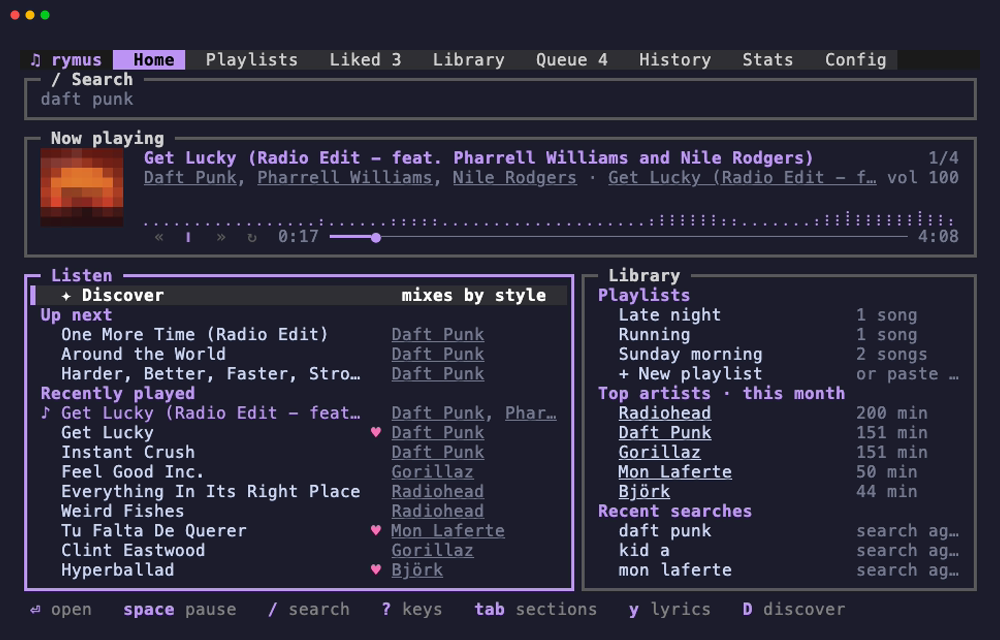 ♫ rymus Home Playlists Liked 3 Library Queue 4 History Stats Config
/ Search
daft punk
Now playing
Get Lucky (Radio Edit – feat. Pharrell Williams and Nile Rodgers) 1/4
Daft Punk, Pharrell Williams, Nile Rodgers · Get Lucky (Radio Edit – f… vol 100
« ‖ » ↻ 0:17 4:08
Listen
✦ Discover mixes by style
Up next
One More Time (Radio Edit) Daft Punk
Around the World Daft Punk
Harder, Better, Faster, Stro… Daft Punk
Recently played
♪ Get Lucky (Radio Edit – feat… Daft Punk, Phar…
Get Lucky ♥ Daft Punk
Instant Crush Daft Punk
Feel Good Inc. Gorillaz
Everything In Its Right Place Radiohead
Weird Fishes Radiohead
Tu Falta De Querer ♥ Mon Laferte
Clint Eastwood Gorillaz
Hyperballad ♥ Björk
Library
Playlists
Late night 1 song
Running 1 song
Sunday morning 2 songs
+ New playlist or paste …
Top artists · this month
Radiohead 200 min
Daft Punk 151 min
Gorillaz 151 min
Mon Laferte 50 min
Björk 44 min
Recent searches
daft punk search ag…
kid a search ag…
mon laferte search ag…
⏎ open space pause / search ? keys tab sections y lyrics D discover